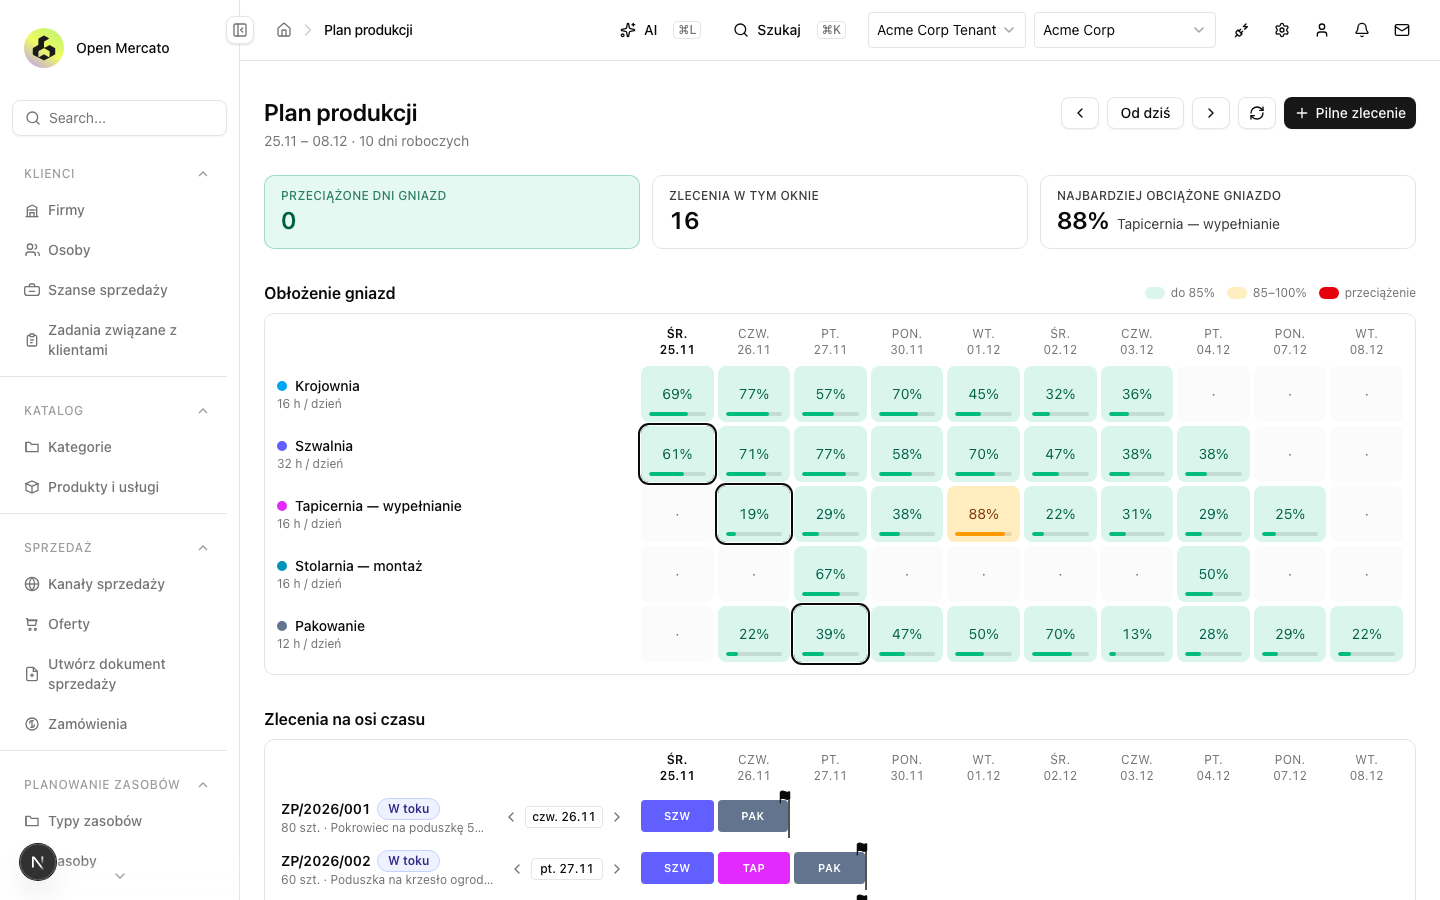 Open Mercato
Plan produkcji
AI ⌘L
Szukaj ⌘K
Acme Corp Tenant
Acme Corp
Search...
KLIENCI
Firmy
Osoby
Szanse sprzedaży
Zadania związane z
klientami
KATALOG
Kategorie
Produkty i usługi
SPRZEDAŻ
Kanały sprzedaży
Oferty
Utwórz dokument
sprzedaży
Zamówienia
PLANOWANIE ZASOBÓW
Typy zasobów
N
Plan produkcji
25.11 – 08.12 · 10 dni roboczych
Od dziś
+ Pilne zlecenie
PRZECIĄŻONE DNI GNIAZD
0
ZLECENIA W TYM OKNIE
16
NAJBARDZIEJ OBCIĄŻONE GNIAZDO
88% Tapicernia — wypełnianie
Obłożenie gniazd
do 85% 85–100% przeciążenie
ŚR. CZW. PT. PON. WT. ŚR. CZW. PT. PON. WT.
25.11 26.11 27.11 30.11 01.12 02.12 03.12 04.12 07.12 08.12
Krojownia
16 h / dzień
69% 77% 57% 70% 45% 32% 36% · · ·
Szwalnia
32 h / dzień
61% 71% 77% 58% 70% 47% 38% 38% · ·
Tapicernia — wypełnianie
16 h / dzień
· 19% 29% 38% 88% 22% 31% 29% 25% ·
Stolarnia — montaż
16 h / dzień
· · 67% · · · · 50% · ·
Pakowanie
12 h / dzień
· 22% 39% 47% 50% 70% 13% 28% 29% 22%
Zlecenia na osi czasu
ŚR. CZW. PT. PON. WT. ŚR. CZW. PT. PON. WT.
25.11 26.11 27.11 30.11 01.12 02.12 03.12 04.12 07.12 08.12
ZP/2026/001 W toku
80 szt. · Pokrowiec na poduszkę 5...
czw. 26.11
SZW PAK
ZP/2026/002 W toku
60 szt. · Poduszka na krzesło ogrod...
pt. 27.11
SZW TAP PAK